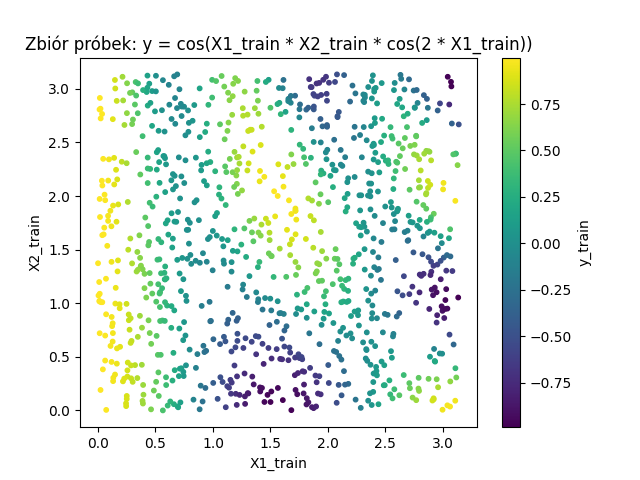 Zbiór próbek: y = cos(X1_train * X2_train * cos(2 * X1_train))
3.0
2.5
2.0
1.5
1.0
0.5
0.0
X2_train
0.0 0.5 1.0 1.5 2.0 2.5 3.0
X1_train
0.75
0.50
0.25
0.00
−0.25
−0.50
−0.75
y_train